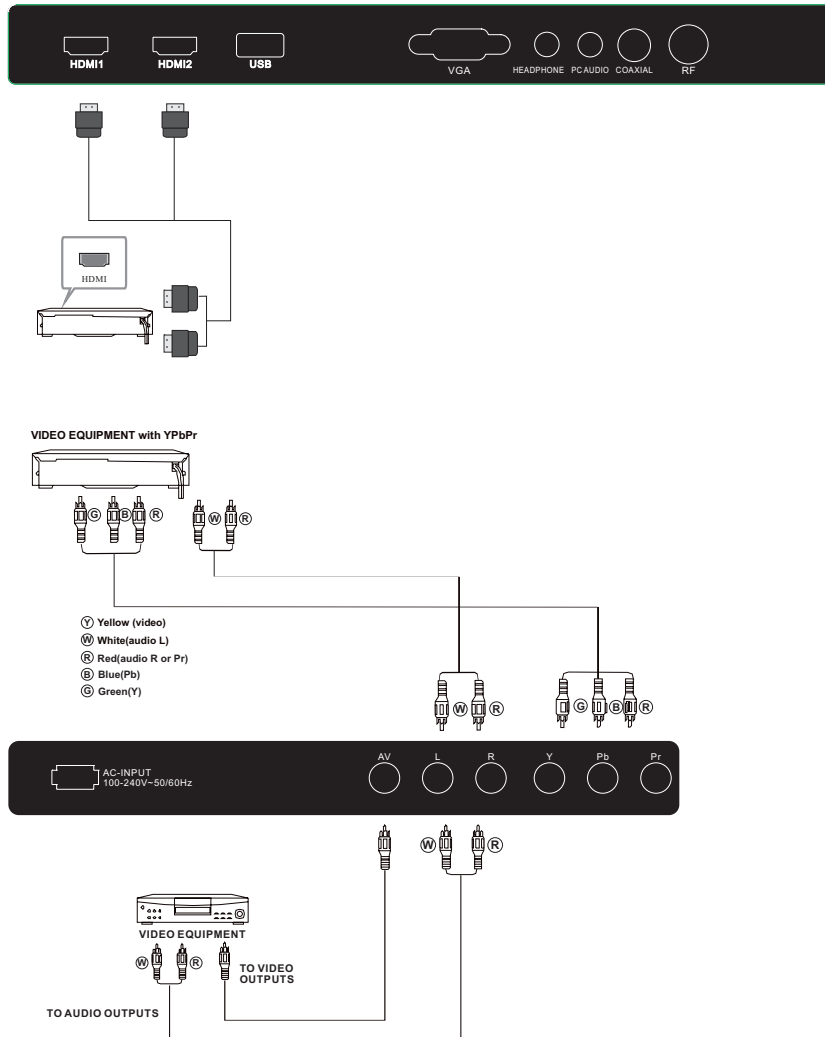 HDMI1 HDMI2 USB VGA HEADPHONE PC AUDIO COAXIAL RF
HDMI
VIDEO EQUIPMENT with YPbPr
G B R W R
Y Yellow (video)
W White(audio L)
R Red(audio R or Pr)
B Blue(Pb)
G Green(Y)
W R G B R
AC-INPUT
100-240V~50/60Hz
AV L R Y Pb Pr
W R
VIDEO EQUIPMENT
W R
TO VIDEO
OUTPUTS
TO AUDIO OUTPUTS